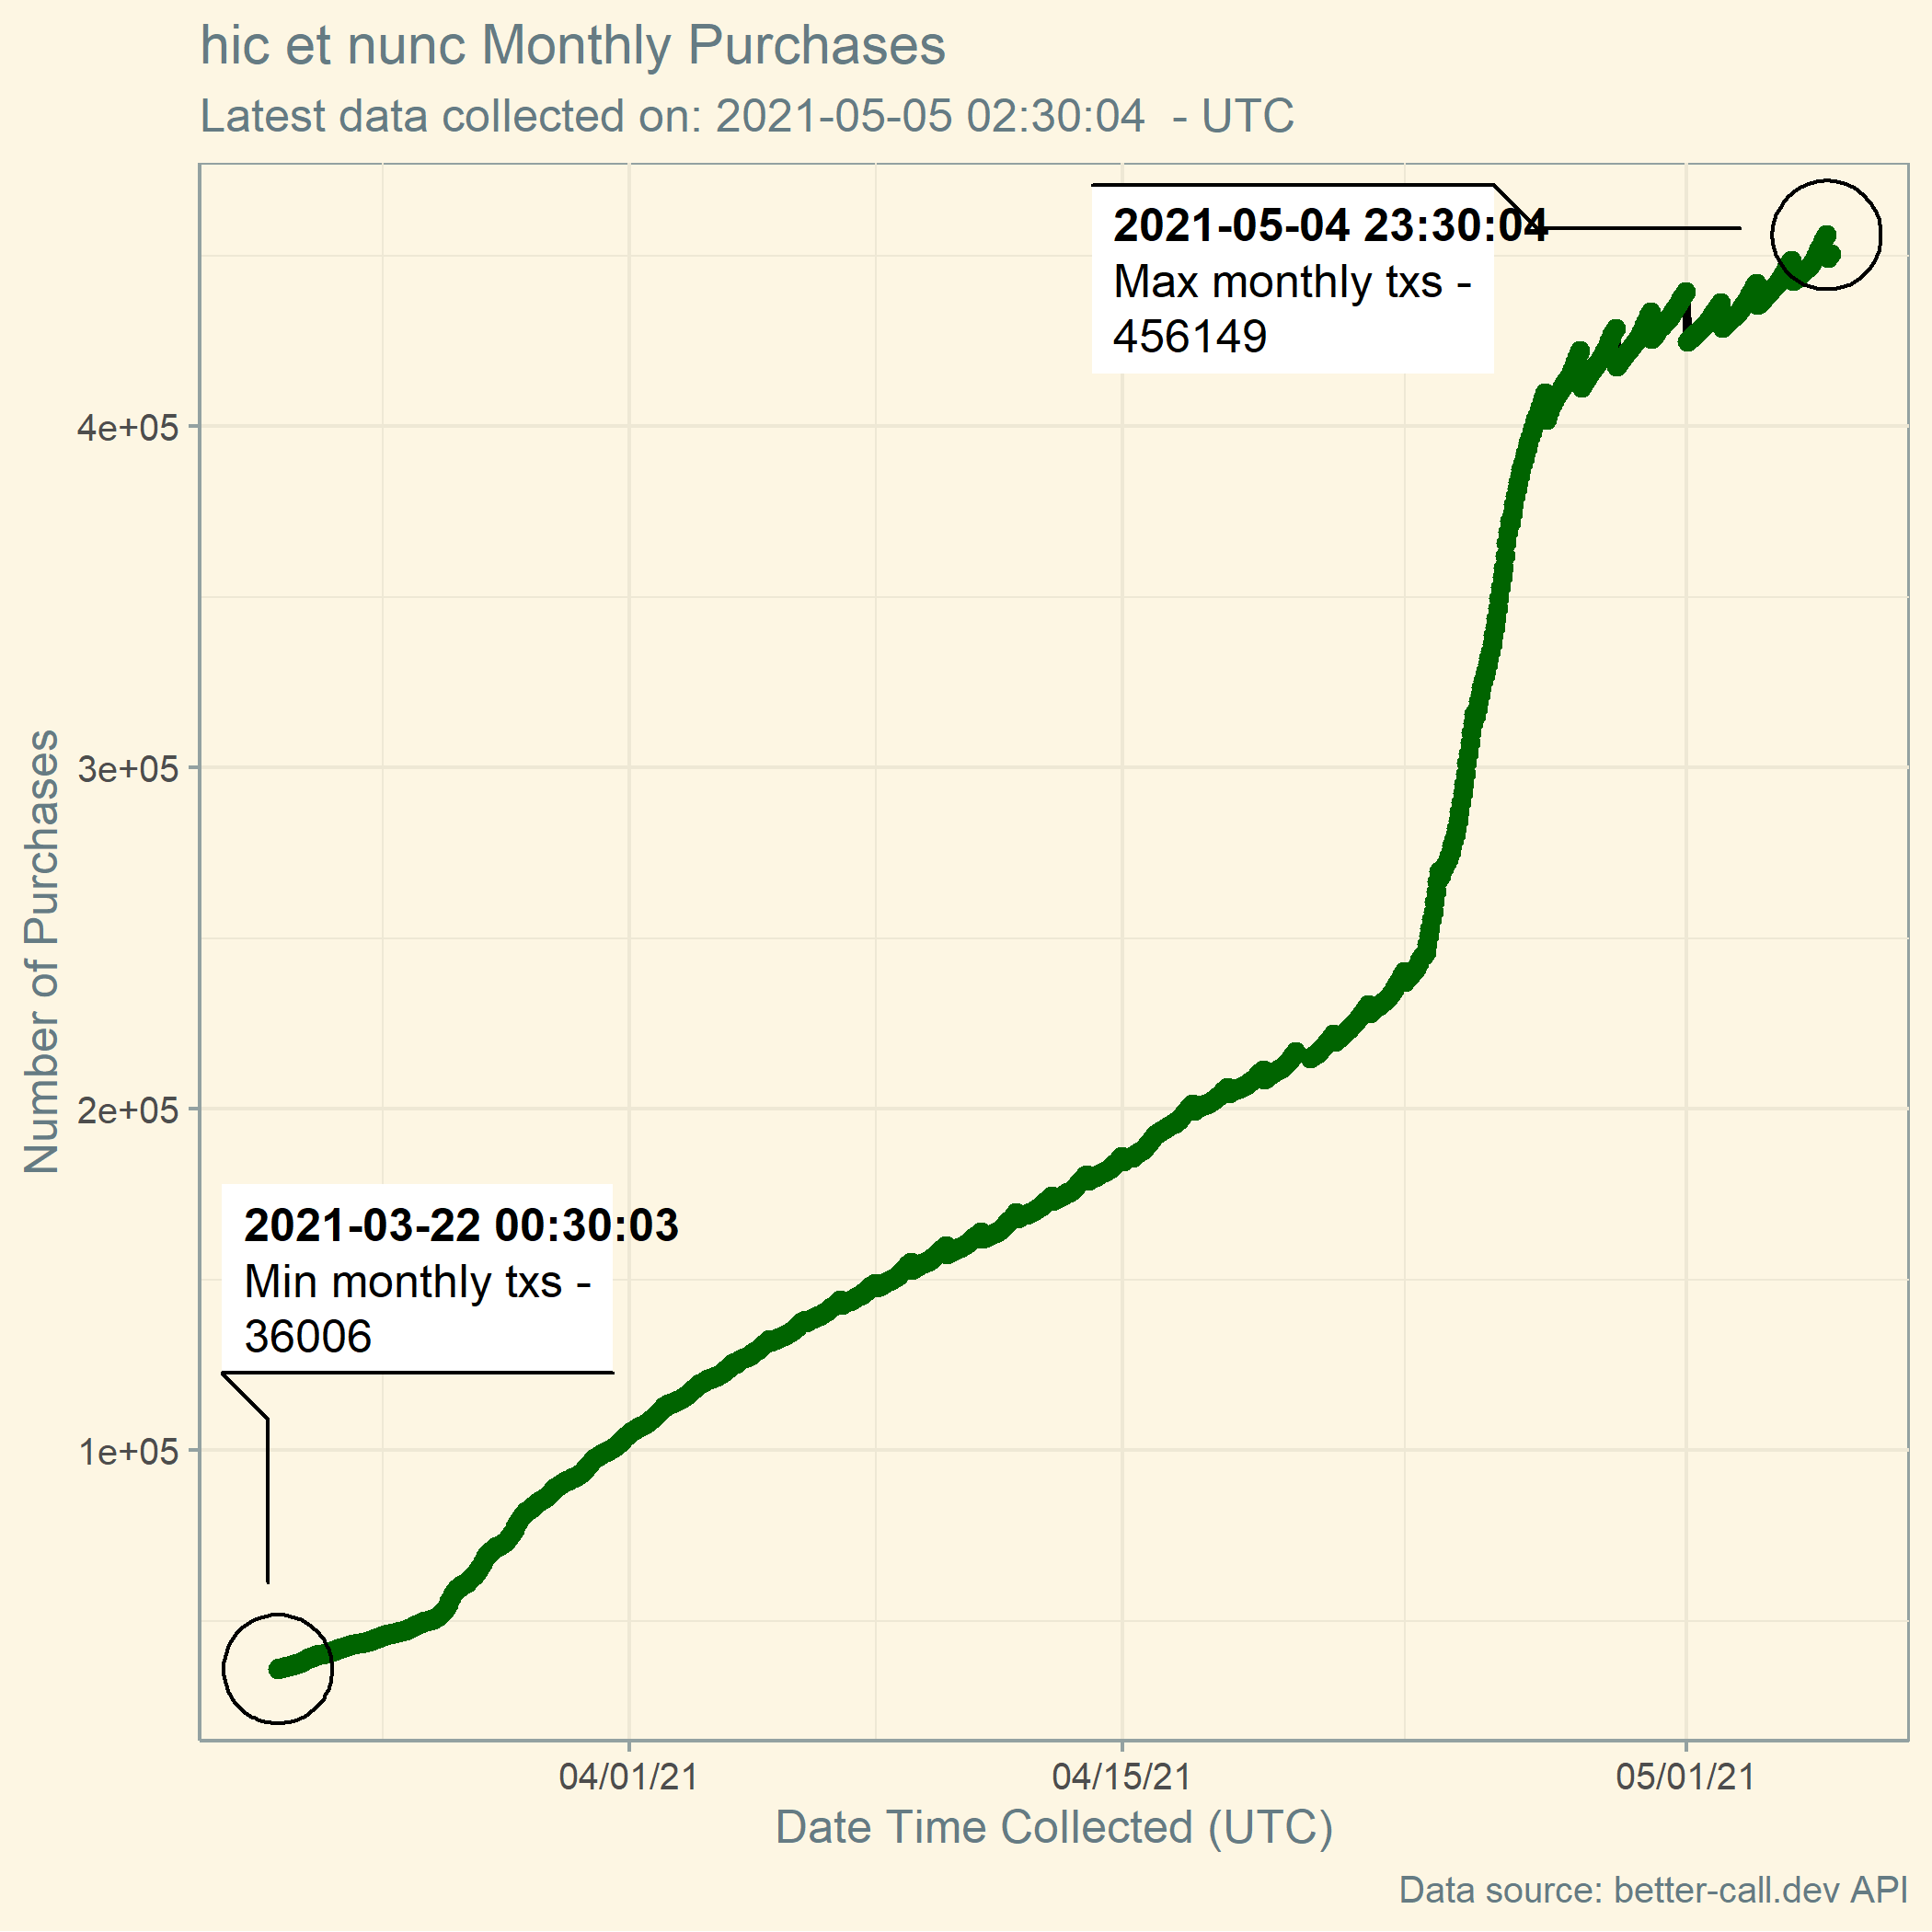 hic et nunc Monthly Purchases
Latest data collected on: 2021-05-05 02:30:04  - UTC
2021-05-04 23:30:04
Max monthly txs -
456149
4e+05
3e+05
2e+05
1e+05
Number of Purchases
2021-03-22 00:30:03
Min monthly txs -
36006
04/01/21
04/15/21
05/01/21
Date Time Collected (UTC)
Data source: better-call.dev API